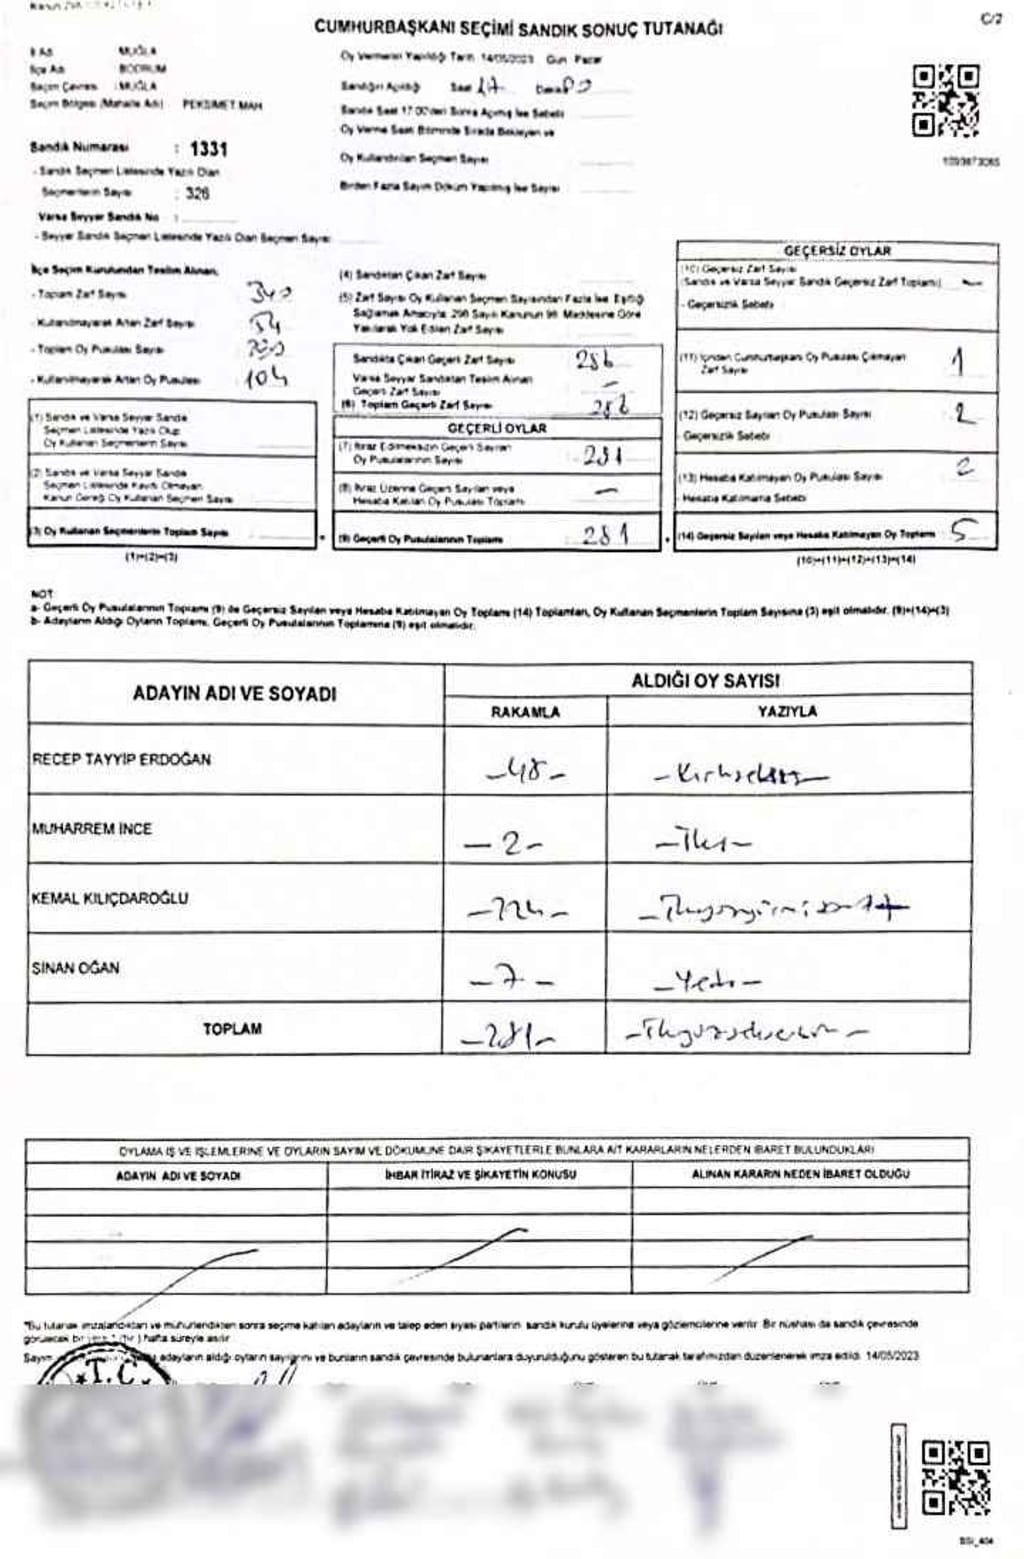 C/2
CUMHURBAŞKANI SEÇİMİ SANDIK SONUÇ TUTANAĞI
İl Adı MUĞLA
İlçe Adı BODRUM
Seçim Çevresi : MUĞLA
Seçim Bölgesi (Mahalle Adı) PEKSİMET MAH
Sandık Numarası : 1331
- Sandık Seçmen Listesinde Yazılı Olan
Seçmenlerin Sayısı : 326
Varsa Seyyar Sandık No :
- Seyyar Sandık Seçmen Listesinde Yazılı Olan Seçmen Sayısı
Oy Vermenin Yapıldığı Tarih 14/05/2023 Gün Pazar
Sandığın Açıldığı Saat 17 Dakika
Sandık Saat 17.00'den Sonra Açılmış İse Sebebi
Oy Verme Saati Bitiminde Sırada Bekleyen ve
Oy Kullandırılan Seçmen Sayısı
Birden Fazla Sayım Döküm Yapılmış İse Sayısı
1093873065
İlçe Seçim Kurulundan Teslim Alınan;
- Toplam Zarf Sayısı 340
- Kullanılmayarak Artan Zarf Sayısı 54
- Toplam Oy Pusulası Sayısı
- Kullanılmayarak Artan Oy Pusulası 104
(1) Sandık ve Varsa Seyyar Sandık
Seçmen Listesinde Yazılı Olup
Oy Kullanan Seçmenlerin Sayısı
(2) Sandık ve Varsa Seyyar Sandık
Seçmen Listesinde Kayıtlı Olmayan
Kanun Gereği Oy Kullanan Seçmen Sayısı
(3) Oy Kullanan Seçmenlerin Toplam Sayısı
(1)+(2)=(3)
(4) Sandıktan Çıkan Zarf Sayısı
(5) Zarf Sayısı Oy Kullanan Seçmen Sayısından Fazla İse, Eşitliği
Sağlamak Amacıyla; 298 Sayılı Kanunun 98. Maddesine Göre
Yakılarak Yok Edilen Zarf Sayısı
Sandıkta Çıkan Geçerli Zarf Sayısı 286
Varsa Seyyar Sandıktan Teslim Alınan
Geçerli Zarf Sayısı –
(6) Toplam Geçerli Zarf Sayısı 286
GEÇERLİ OYLAR
(7) İtiraz Edilmeksizin Geçerli Sayılan
Oy Pusulalarının Sayısı 281
(8) İtiraz Üzerine Geçerli Sayılan veya
Hesaba Katılan Oy Pusulası Toplamı –
(9) Geçerli Oy Pusulalarının Toplamı 281
GEÇERSİZ OYLAR
(10) Geçersiz Zarf Sayısı
(Sandık ve Varsa Seyyar Sandık Geçersiz Zarf Toplamı) –
- Geçersizlik Sebebi
(11) İçinden Cumhurbaşkanı Oy Pusulası Çıkmayan
Zarf Sayısı 1
(12) Geçersiz Sayılan Oy Pusulası Sayısı 2
- Geçersizlik Sebebi
(13) Hesaba Katılmayan Oy Pusulası Sayısı 2
- Hesaba Katılmama Sebebi
(14) Geçersiz Sayılan veya Hesaba Katılmayan Oy Toplamı 5
(10)+(11)+(12)+(13)=(14)
NOT:
a- Geçerli Oy Pusulalarının Toplamı (9) ile Geçersiz Sayılan veya Hesaba Katılmayan Oy Toplamı (14) Toplamları, Oy Kullanan Seçmenlerin Toplam Sayısına (3) eşit olmalıdır. (9)+(14)=(3)
b- Adayların Aldığı Oyların Toplamı, Geçerli Oy Pusulalarının Toplamına (9) eşit olmalıdır.
ADAYIN ADI VE SOYADI
ALDIĞI OY SAYISI
RAKAMLA YAZIYLA
RECEP TAYYİP ERDOĞAN -48- -Kırksekiz-
MUHARREM İNCE -2- -İki-
KEMAL KILIÇDAROĞLU -224- -İkiyüzyirmidört-
SİNAN OĞAN -7- -Yedi-
TOPLAM -281- -İkiyüzseksenbir-
OYLAMA İŞ VE İŞLEMLERİNE VE OYLARIN SAYIM VE DÖKÜMÜNE DAİR ŞİKAYETLERLE BUNLARA AİT KARARLARIN NELERDEN İBARET BULUNDUKLARI
ADAYIN ADI VE SOYADI İHBAR İTİRAZ VE ŞİKAYETİN KONUSU ALINAN KARARIN NEDEN İBARET OLDUĞU
*Bu tutanak imzalandıktan ve mühürlendikten sonra seçime katılan adayların ve talep eden siyasi partilerin sandık kurulu üyelerine veya gözlemcilerine verilir. Bir nüshası da sandık çevresinde
görülecek bir yere 1 (bir) hafta süreyle asılır.
Sayım adayların aldığı oyların sayılarını ve bunların sandık çevresinde bulunanlara duyurulduğunu gösteren bu tutanak tarafımızdan düzenlenerek imza edildi. 14/05/2023
T.C.
BSI_404